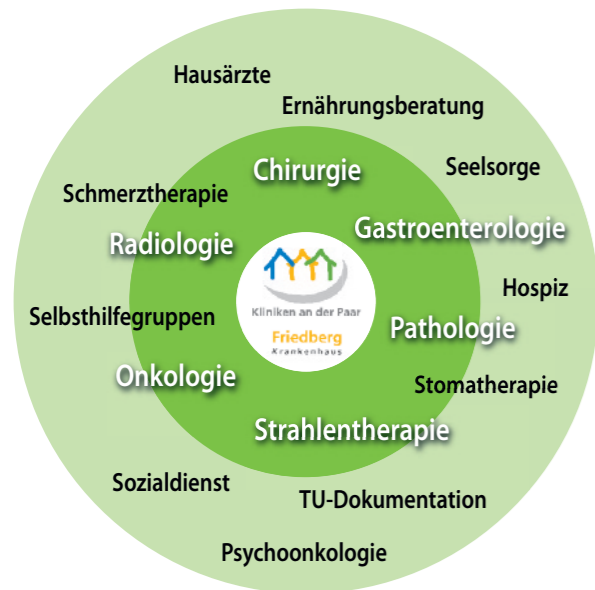 Hausärzte
Ernährungsberatung
Chirurgie
Seelsorge
Schmerztherapie
Gastroenterologie
Radiologie
Hospiz
Kliniken an der Paar
Selbsthilfegruppen
Pathologie
Friedberg
Krankenhaus
Onkologie
Stomatherapie
Strahlentherapie
Sozialdienst
TU-Dokumentation
Psychoonkologie